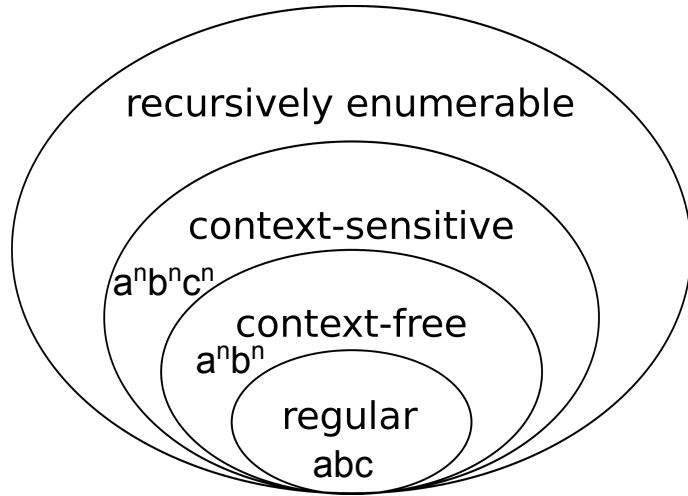 recursively enumerable
context-sensitive
aⁿbⁿcⁿ
context-free
aⁿbⁿ
regular
abc